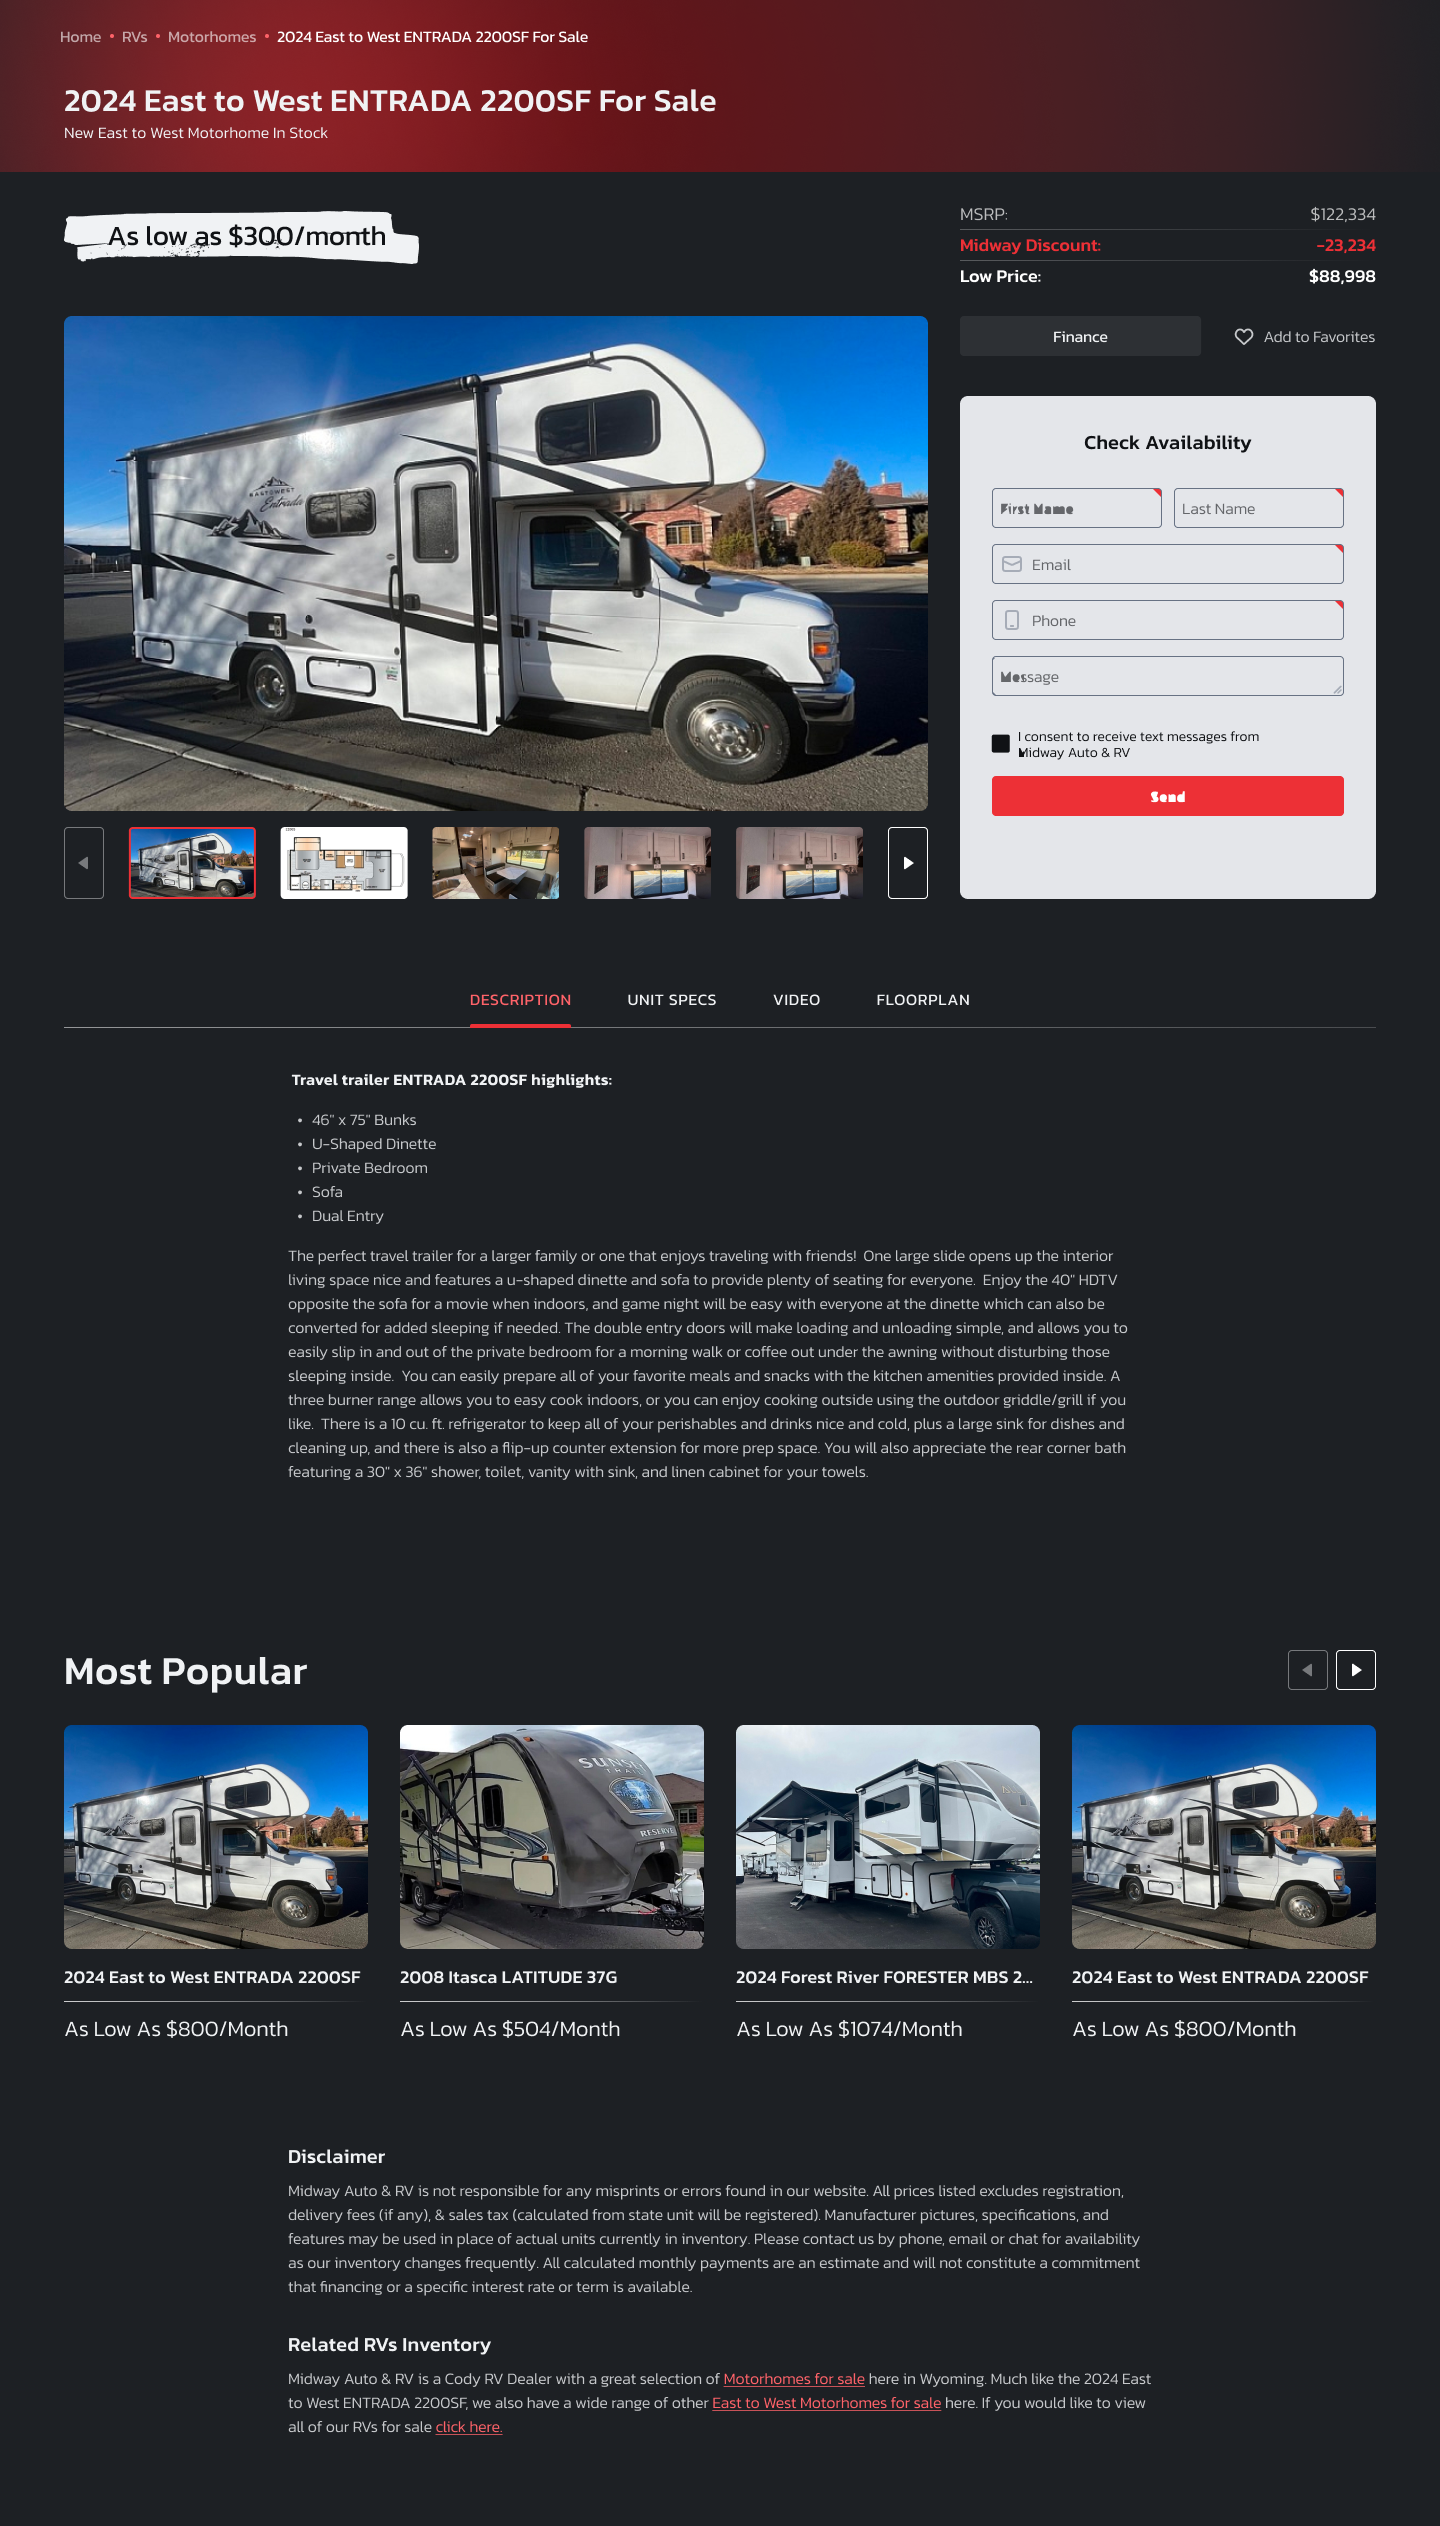 Home • RVs • Motorhomes • 2024 East to West ENTRADA 2200SF For Sale
2024 East to West ENTRADA 2200SF For Sale
New East to West Motorhome In Stock
As low as $300/month
MSRP: $122,334
Midway Discount: -23,234
Low Price: $88,998
Finance
Add to Favorites
EAST TO WEST
Entrada
Check Availability
First Name
Last Name
Email
Phone
Message
I consent to receive text messages from
Midway Auto & RV
Send
DESCRIPTION
UNIT SPECS
VIDEO
FLOORPLAN
Travel trailer ENTRADA 2200SF highlights:
• 46" x 75" Bunks
• U-Shaped Dinette
• Private Bedroom
• Sofa
• Dual Entry
The perfect travel trailer for a larger family or one that enjoys traveling with friends!  One large slide opens up the interior
living space nice and features a u-shaped dinette and sofa to provide plenty of seating for everyone.  Enjoy the 40" HDTV
opposite the sofa for a movie when indoors, and game night will be easy with everyone at the dinette which can also be
converted for added sleeping if needed. The double entry doors will make loading and unloading simple, and allows you to
easily slip in and out of the private bedroom for a morning walk or coffee out under the awning without disturbing those
sleeping inside.  You can easily prepare all of your favorite meals and snacks with the kitchen amenities provided inside. A
three burner range allows you to easy cook indoors, or you can enjoy cooking outside using the outdoor griddle/grill if you
like.  There is a 10 cu. ft. refrigerator to keep all of your perishables and drinks nice and cold, plus a large sink for dishes and
cleaning up, and there is also a flip-up counter extension for more prep space. You will also appreciate the rear corner bath
featuring a 30" x 36" shower, toilet, vanity with sink, and linen cabinet for your towels.
Most Popular
SUNSET
TRAIL
RESERVE
2024 East to West ENTRADA 2200SF
2008 Itasca LATITUDE 37G
2024 Forest River FORESTER MBS 2...
2024 East to West ENTRADA 2200SF
As Low As $800/Month
As Low As $504/Month
As Low As $1074/Month
As Low As $800/Month
Disclaimer
Midway Auto & RV is not responsible for any misprints or errors found in our website. All prices listed excludes registration,
delivery fees (if any), & sales tax (calculated from state unit will be registered). Manufacturer pictures, specifications, and
features may be used in place of actual units currently in inventory. Please contact us by phone, email or chat for availability
as our inventory changes frequently. All calculated monthly payments are an estimate and will not constitute a commitment
that financing or a specific interest rate or term is available.
Related RVs Inventory
Midway Auto & RV is a Cody RV Dealer with a great selection of Motorhomes for sale here in Wyoming. Much like the 2024 East
to West ENTRADA 2200SF, we also have a wide range of other East to West Motorhomes for sale here. If you would like to view
all of our RVs for sale click here.